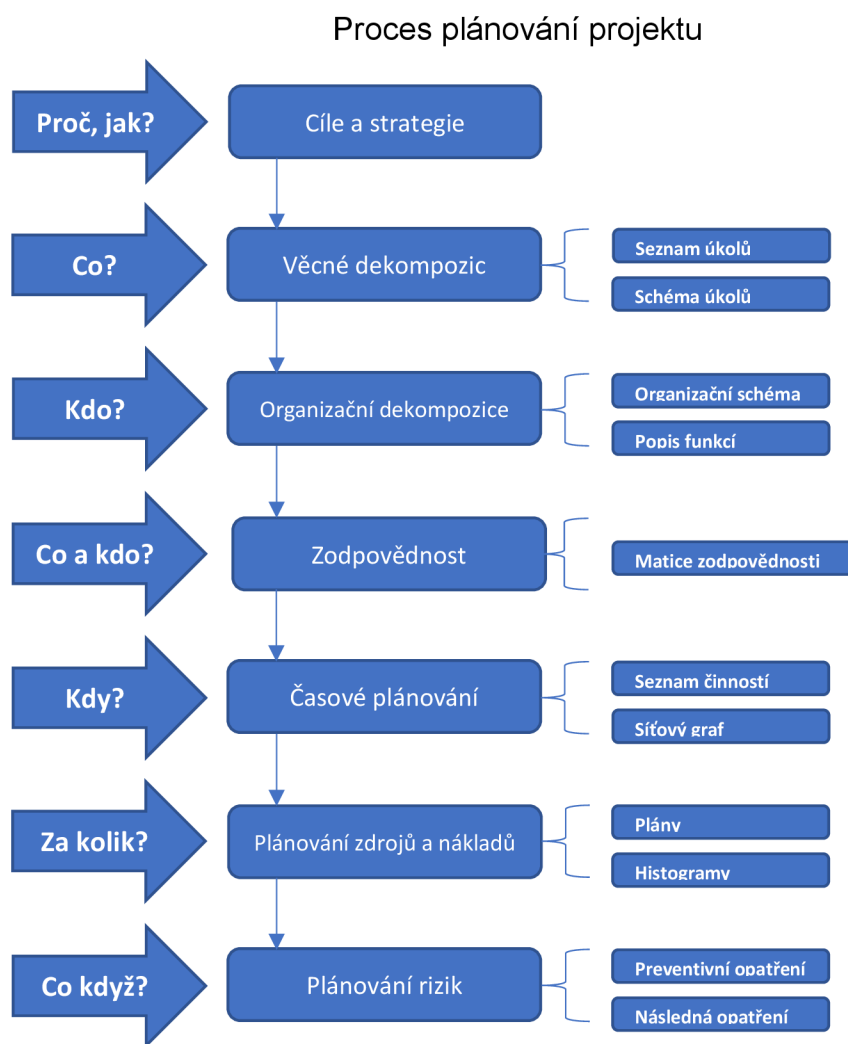 Proces plánování projektu
Proč, jak?
Cíle a strategie
Co?
Věcné dekompozic
Seznam úkolů
Schéma úkolů
Kdo?
Organizační dekompozice
Organizační schéma
Popis funkcí
Co a kdo?
Zodpovědnost
Matice zodpovědnosti
Kdy?
Časové plánování
Seznam činností
Síťový graf
Za kolik?
Plánování zdrojů a nákladů
Plány
Histogramy
Co když?
Plánování rizik
Preventivní opatření
Následná opatření